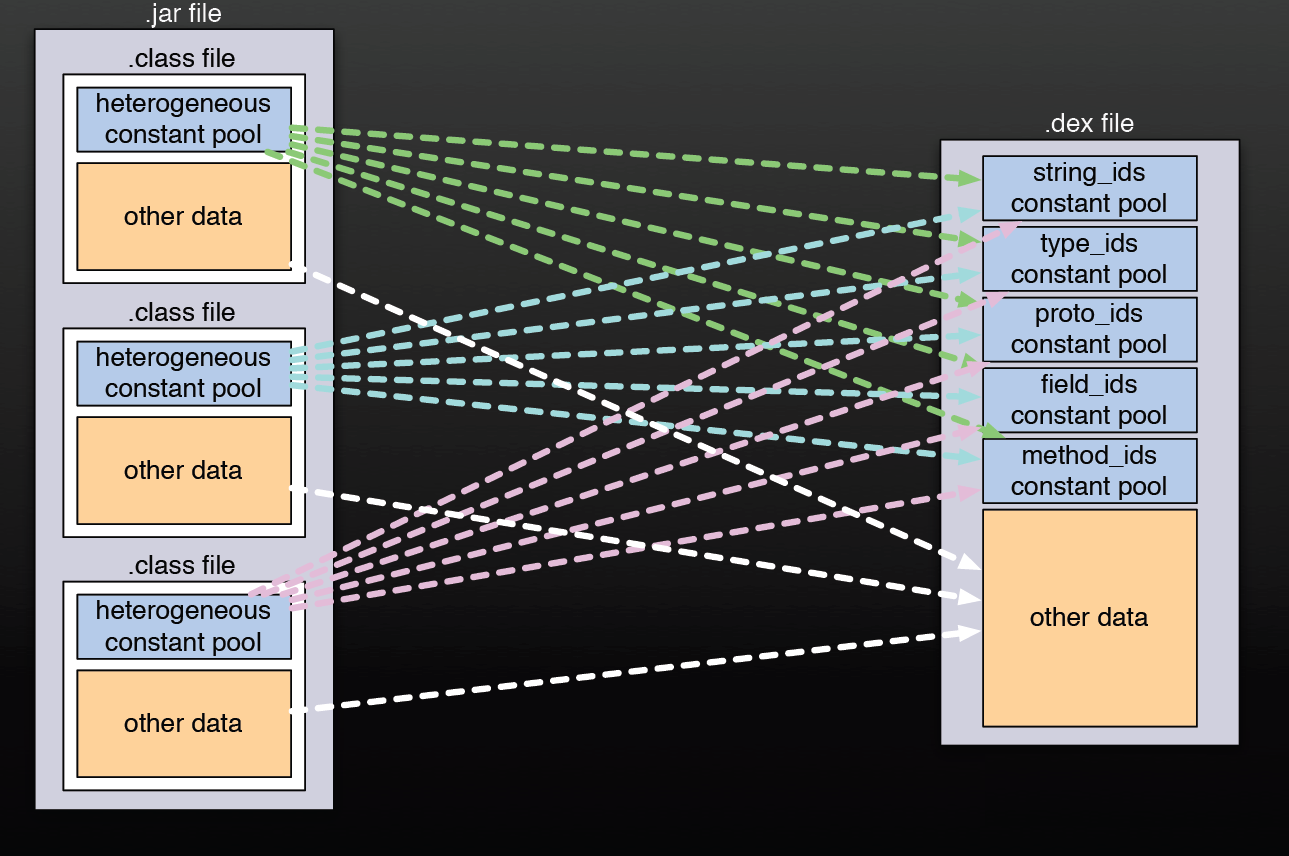 .jar file
.class file
heterogeneous
constant pool
other data
.class file
heterogeneous
constant pool
other data
.class file
heterogeneous
constant pool
other data
.dex file
string_ids
constant pool
type_ids
constant pool
proto_ids
constant pool
field_ids
constant pool
method_ids
constant pool
other data